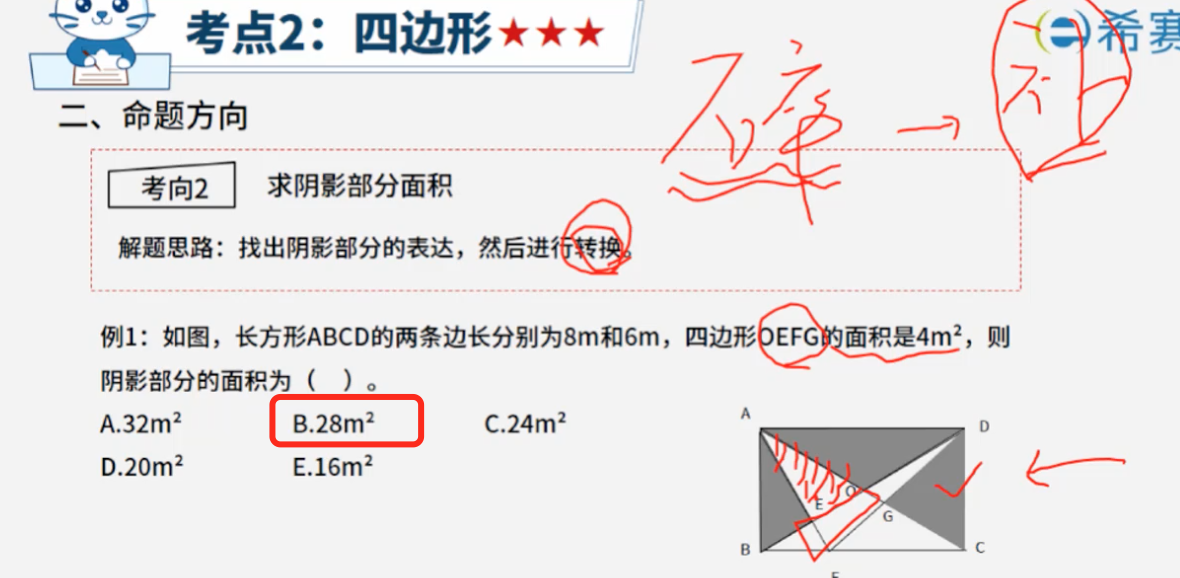 考点2：四边形★★★
希赛
二、命题方向
考向2 求阴影部分面积
解题思路：找出阴影部分的表达，然后进行转换。
例1：如图，长方形ABCD的两条边长分别为8m和6m，四边形OEFG的面积是4m²，则
阴影部分的面积为（ ）。
A.32m² B.28m² C.24m²
D.20m² E.16m²
A
D
O
E
G
B
C
F